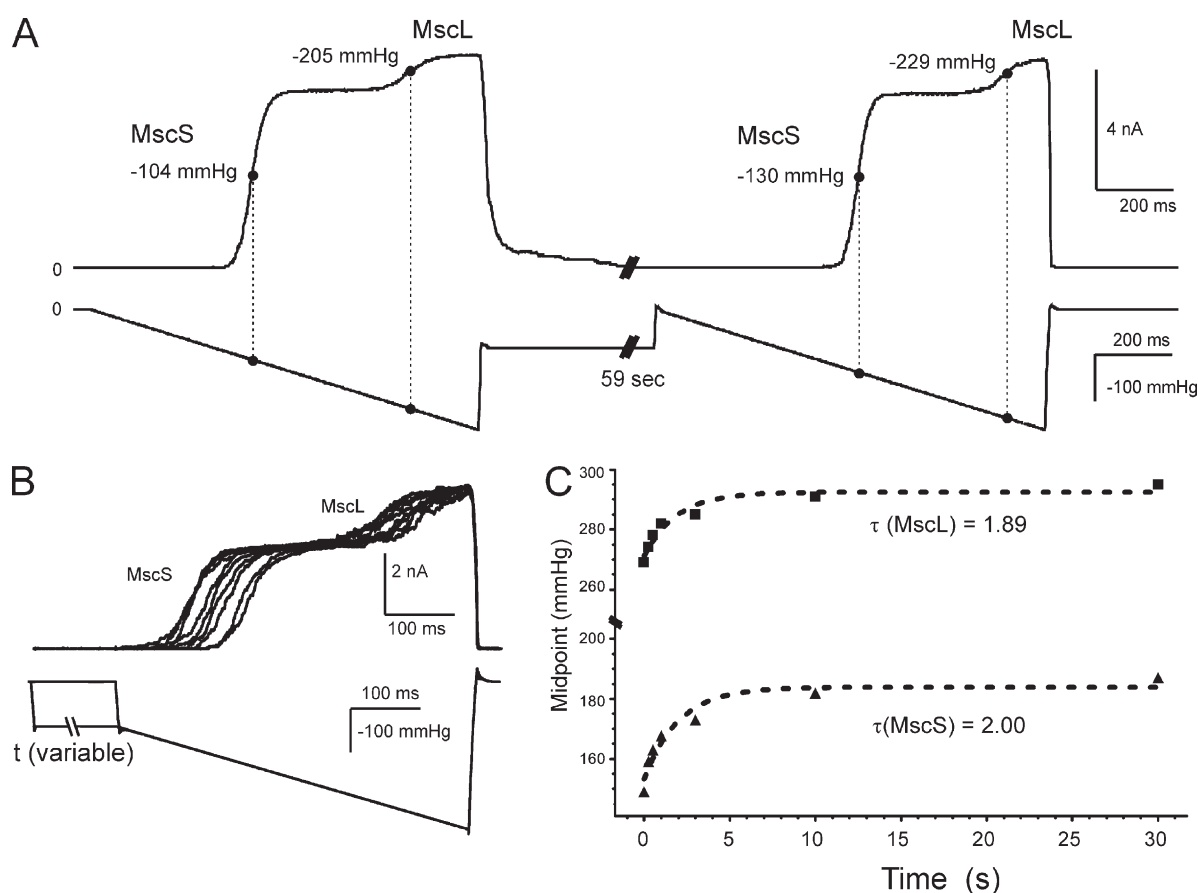 A
MscL
-205 mmHg
MscS
-104 mmHg
0
0
59 sec
MscL
-229 mmHg
MscS
-130 mmHg
4 nA
200 ms
200 ms
-100 mmHg
B
MscL
MscS
2 nA
100 ms
100 ms
-100 mmHg
t (variable)
C
Midpoint (mmHg)
300
280
260
200
180
160
τ (MscL) = 1.89
τ(MscS) = 2.00
0 5 10 15 20 25 30
Time (s)